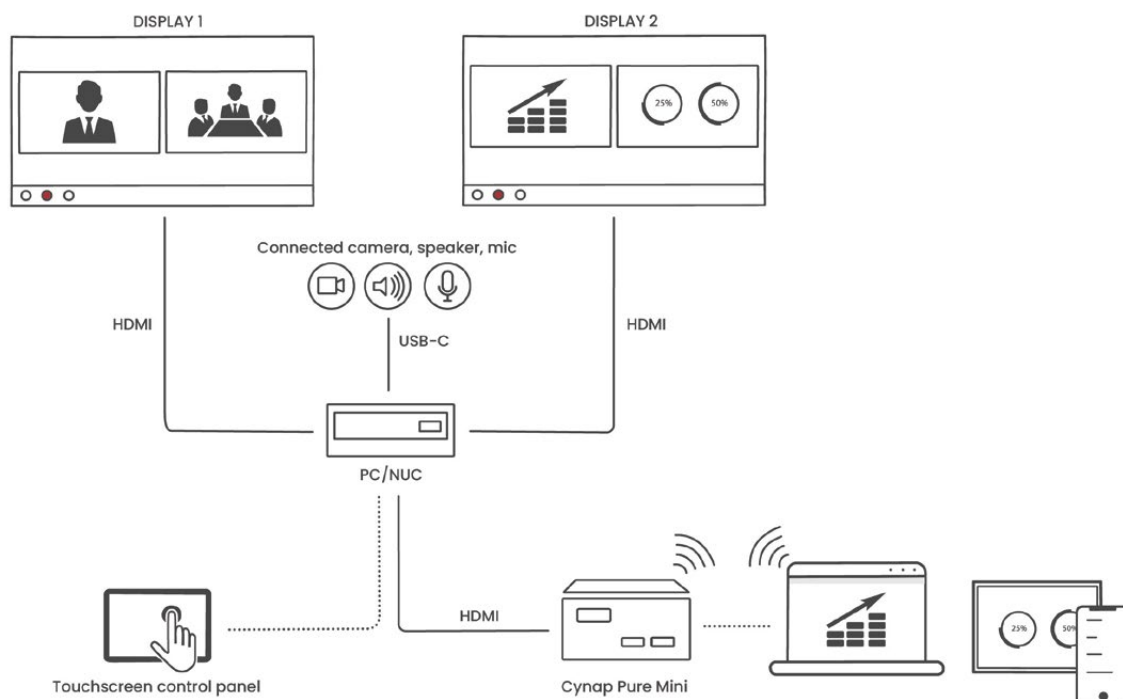 DISPLAY 1
DISPLAY 2
25%
50%
Connected camera, speaker, mic
HDMI
HDMI
USB-C
PC/NUC
HDMI
25%
50%
Touchscreen control panel
Cynap Pure Mini